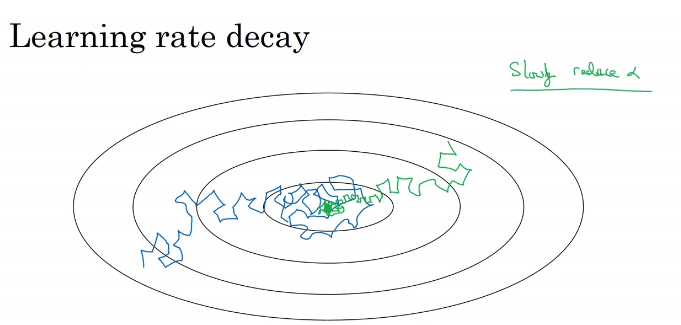 Learning rate decay
Slowly reduce α